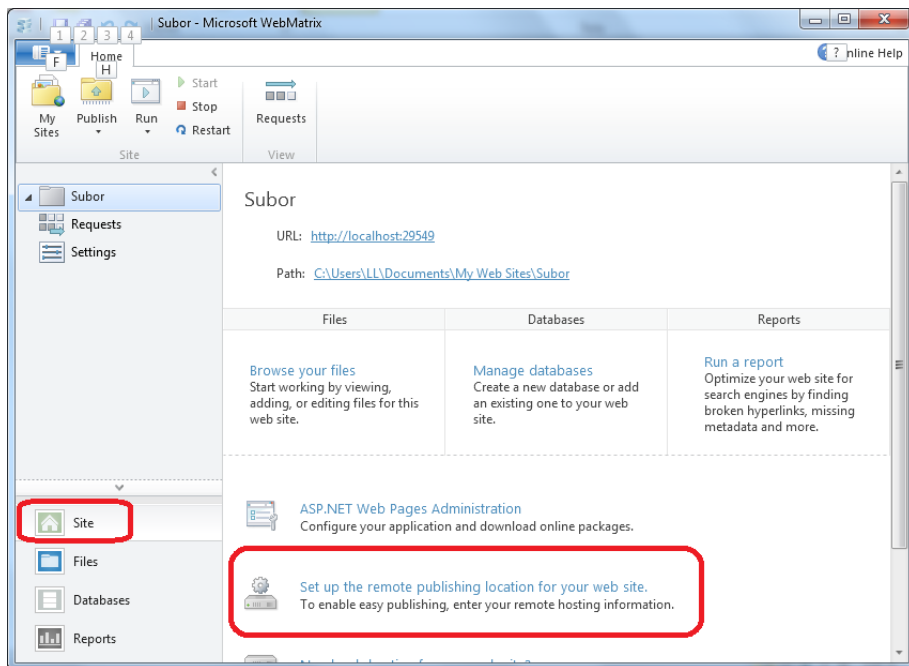 Subor - Microsoft WebMatrix
1 2 3 4
F
Home
H
? nline Help
My Sites
Publish
Run
Start
Stop
Restart
Requests
Site
View
Subor
Requests
Settings
Site
Files
Databases
Reports
Subor
URL: http://localhost:29549
Path: C:\Users\LL\Documents\My Web Sites\Subor
Files
Databases
Reports
Browse your files
Start working by viewing,
adding, or editing files for this
web site.
Manage databases
Create a new database or add
an existing one to your web
site.
Run a report
Optimize your web site for
search engines by finding
broken hyperlinks, missing
metadata and more.
ASP.NET Web Pages Administration
Configure your application and download online packages.
Set up the remote publishing location for your web site.
To enable easy publishing, enter your remote hosting information.